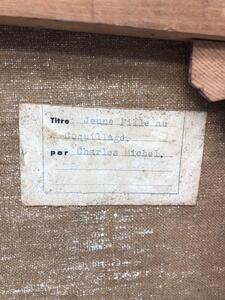 Titre Jeune Fille au
Coquillage.
par Charles Michel.